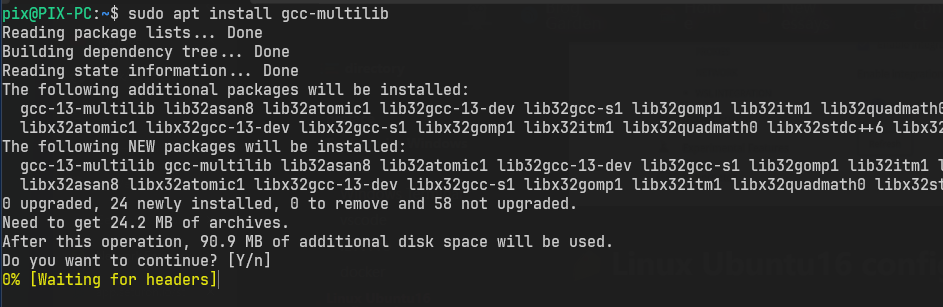 pix@PIX-PC:~$ sudo apt install gcc-multilib
Reading package lists... Done
Building dependency tree... Done
Reading state information... Done
The following additional packages will be installed:
  gcc-13-multilib lib32asan8 lib32atomic1 lib32gcc-13-dev lib32gcc-s1 lib32gomp1 lib32itm1 lib32quadmath0
  libx32atomic1 libx32gcc-13-dev libx32gcc-s1 libx32gomp1 libx32itm1 libx32quadmath0 libx32stdc++6 libx32
The following NEW packages will be installed:
  gcc-13-multilib gcc-multilib lib32asan8 lib32atomic1 lib32gcc-13-dev lib32gcc-s1 lib32gomp1 lib32itm1 l
  libx32asan8 libx32atomic1 libx32gcc-13-dev libx32gcc-s1 libx32gomp1 libx32itm1 libx32quadmath0 libx32st
0 upgraded, 24 newly installed, 0 to remove and 58 not upgraded.
Need to get 24.2 MB of archives.
After this operation, 90.9 MB of additional disk space will be used.
Do you want to continue? [Y/n]
0% [Waiting for headers]